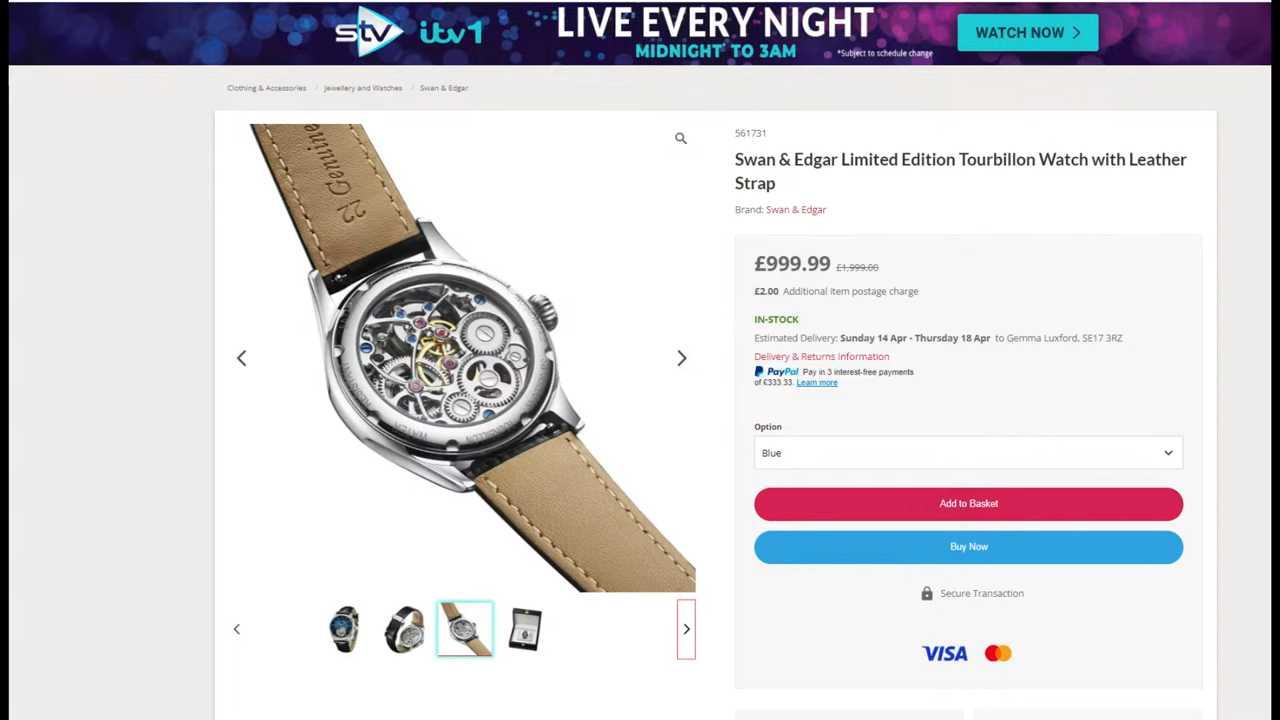 stv itv1
LIVE EVERY NIGHT
MIDNIGHT TO 3AM
*Subject to schedule change
WATCH NOW
Clothing & Accessories / Jewellery and Watches / Swan & Edgar
Genuine
561731
Swan & Edgar Limited Edition Tourbillon Watch with Leather
Strap
Brand: Swan & Edgar
£999.99 £1,999.00
£2.00 Additional item postage charge
IN-STOCK
Estimated Delivery: Sunday 14 Apr - Thursday 18 Apr to Gemma Luxford, SE17 3RZ
Delivery & Returns Information
PayPal Pay in 3 interest-free payments
of £333.33. Learn more
Option
Blue
Add to Basket
Buy Now
Secure Transaction
VISA